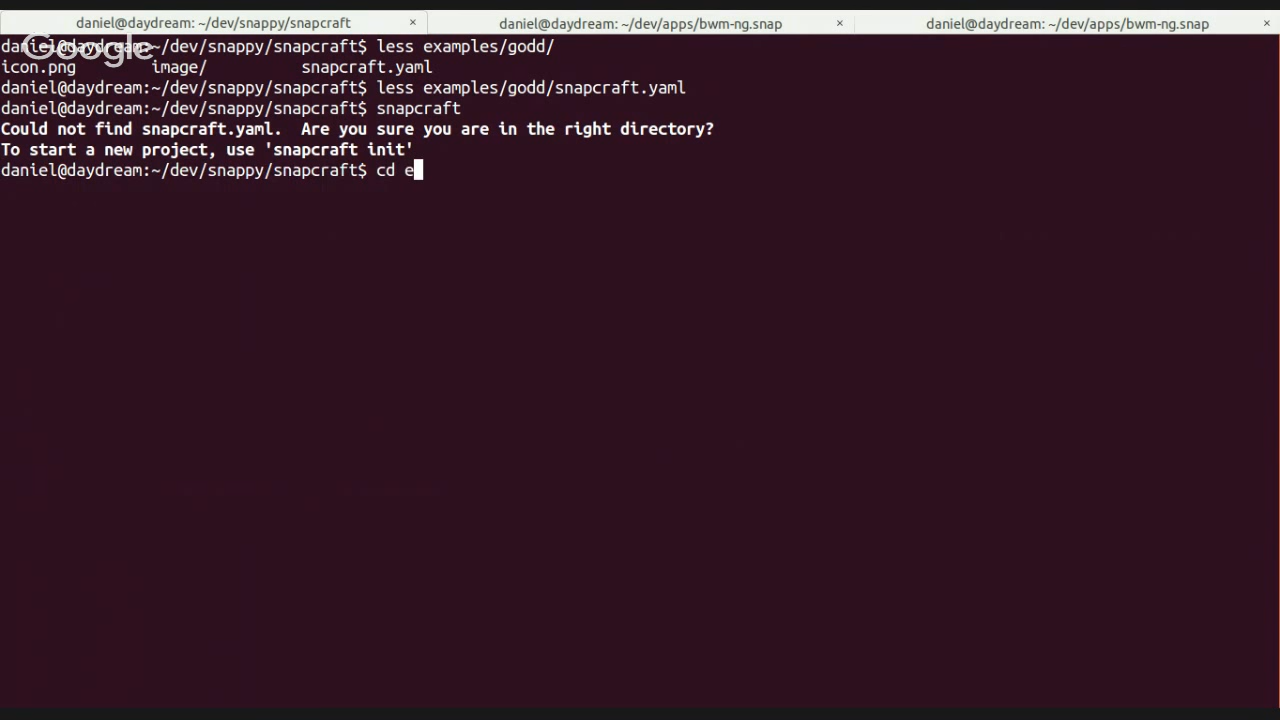 daniel@daydream: ~/dev/snappy/snapcraft × daniel@daydream: ~/dev/apps/bwm-ng.snap × daniel@daydream: ~/dev/apps/bwm-ng.snap ×
Google
daniel@daydream:~/dev/snappy/snapcraft$ less examples/godd/
icon.png image/ snapcraft.yaml
daniel@daydream:~/dev/snappy/snapcraft$ less examples/godd/snapcraft.yaml
daniel@daydream:~/dev/snappy/snapcraft$ snapcraft
Could not find snapcraft.yaml. Are you sure you are in the right directory?
To start a new project, use 'snapcraft init'
daniel@daydream:~/dev/snappy/snapcraft$ cd e